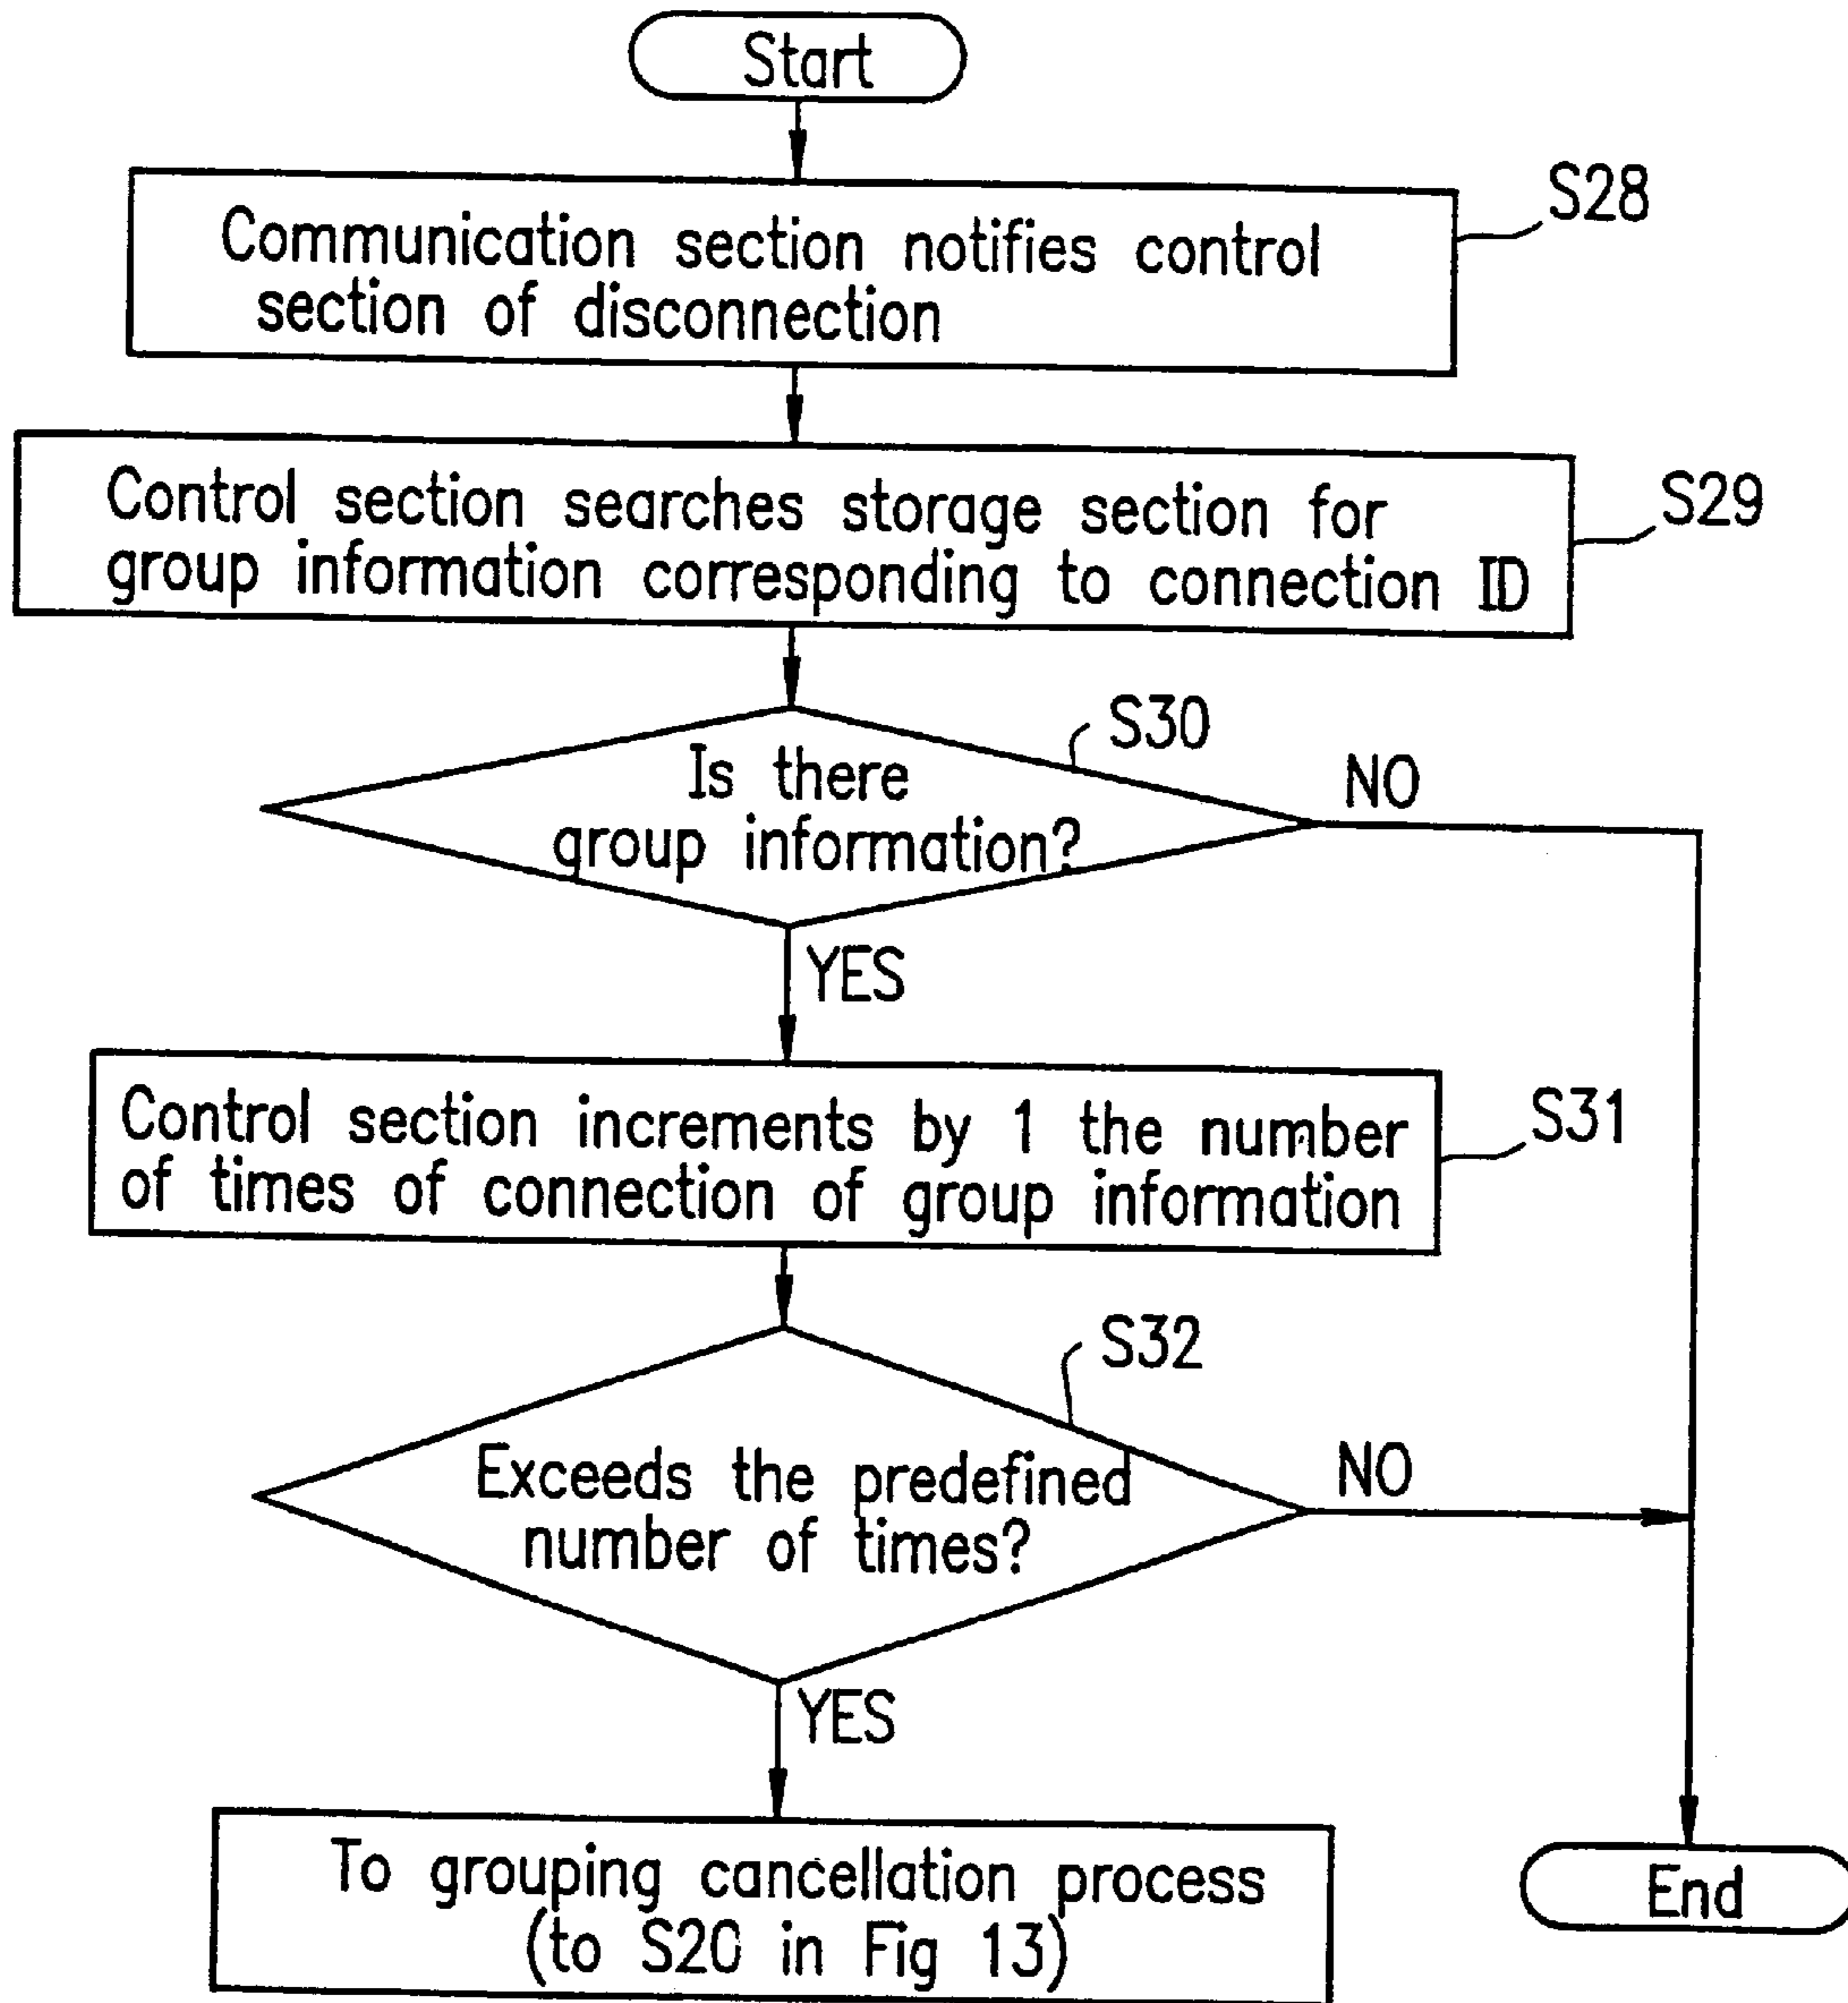 Start
Communication section notifies control
section of disconnection
S28
Control section searches storage section for
group information corresponding to connection ID
S29
S30
Is there
group information?
NO
YES
Control section increments by 1 the number
of times of connection of group information
S31
S32
Exceeds the predefined
number of times?
NO
YES
To grouping cancellation process
(to S20 in Fig 13)
End